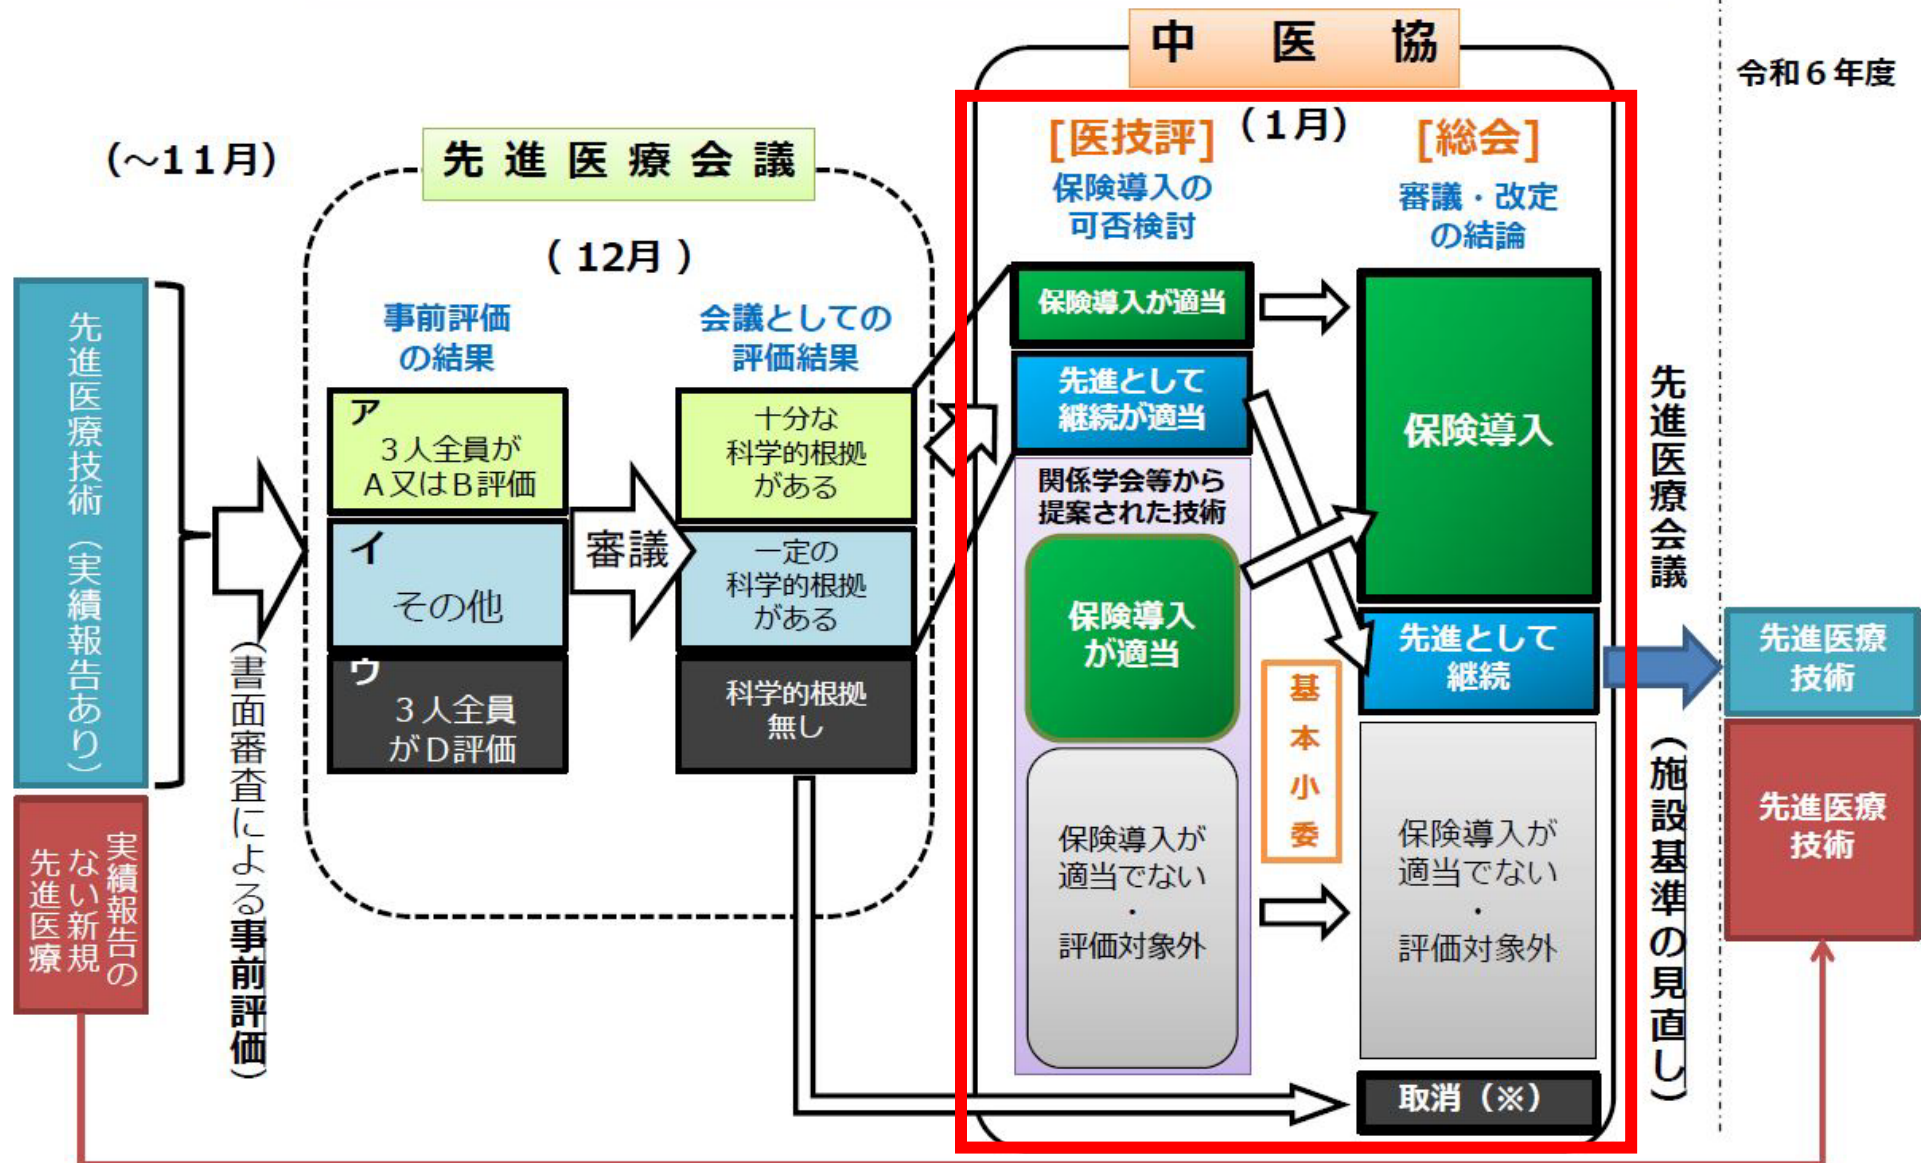 中 医 協
令和６年度
（～１１月）
先 進 医 療 会 議
（ 12月 ）
[医技評]
（１月）
[総会]
保険導入の
可否検討
審議・改定
の結論
先進医療技術（実績報告あり）
実績報告の
ない新規
先進医療
（書面審査による事前評価）
事前評価
の結果
ア
３人全員が
Ａ又はＢ評価
イ
その他
ウ
３人全員
がＤ評価
審議
会議としての
評価結果
十分な
科学的根拠
がある
一定の
科学的根拠
がある
科学的根拠
無し
保険導入が適当
先進として
継続が適当
関係学会等から
提案された技術
保険導入
が適当
保険導入が
適当でない
・
評価対象外
基本小委
保険導入
先進として
継続
保険導入が
適当でない
・
評価対象外
取消（※）
先進医療会議
（施設基準の見直し）
先進医療
技術
先進医療
技術